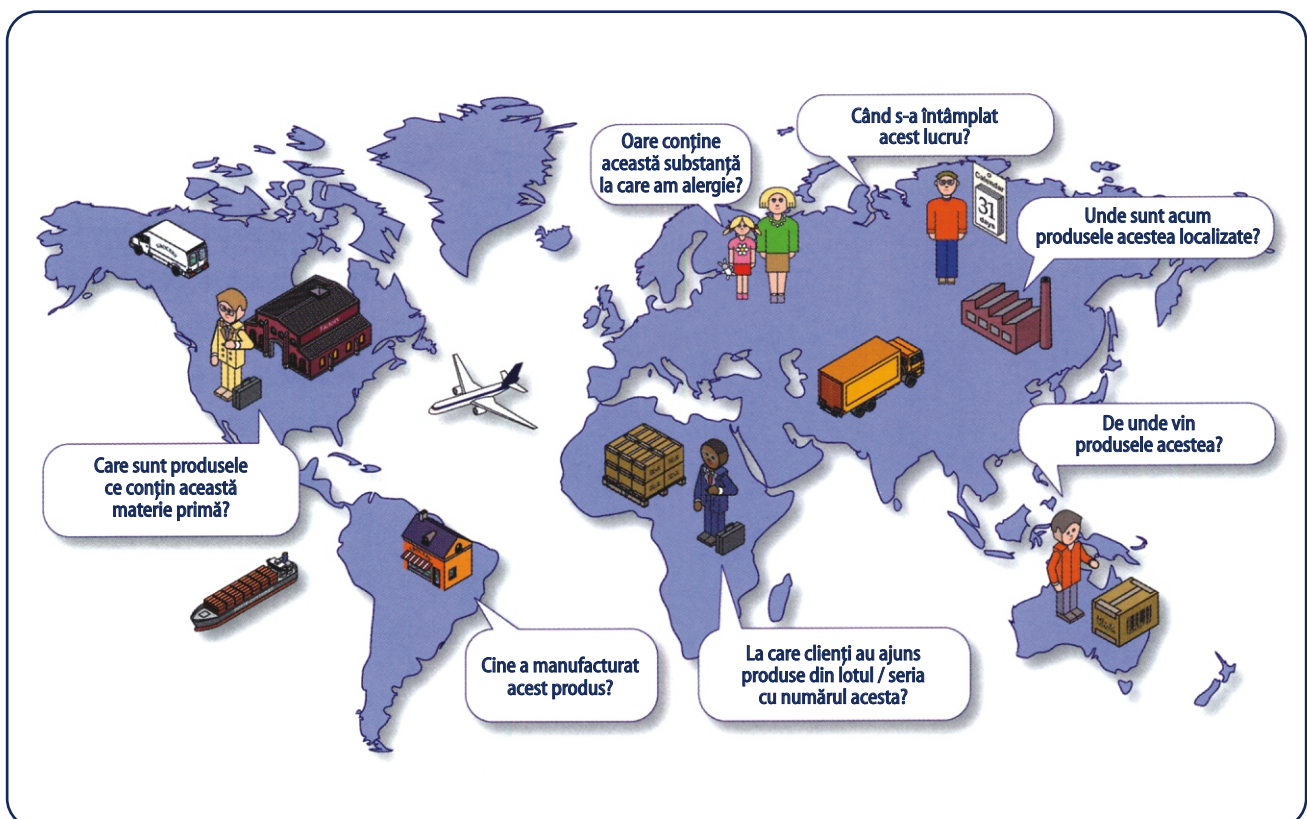 Când s-a întâmplat
acest lucru?
Oare conține
această substanță
la care am alergie?
Calendar
31
days
Unde sunt acum
produsele acestea localizate?
De unde vin
produsele acestea?
Care sunt produsele
ce conțin această
materie primă?
Cine a manufacturat
acest produs?
La care clienți au ajuns
produse din lotul / seria
cu numărul acesta?